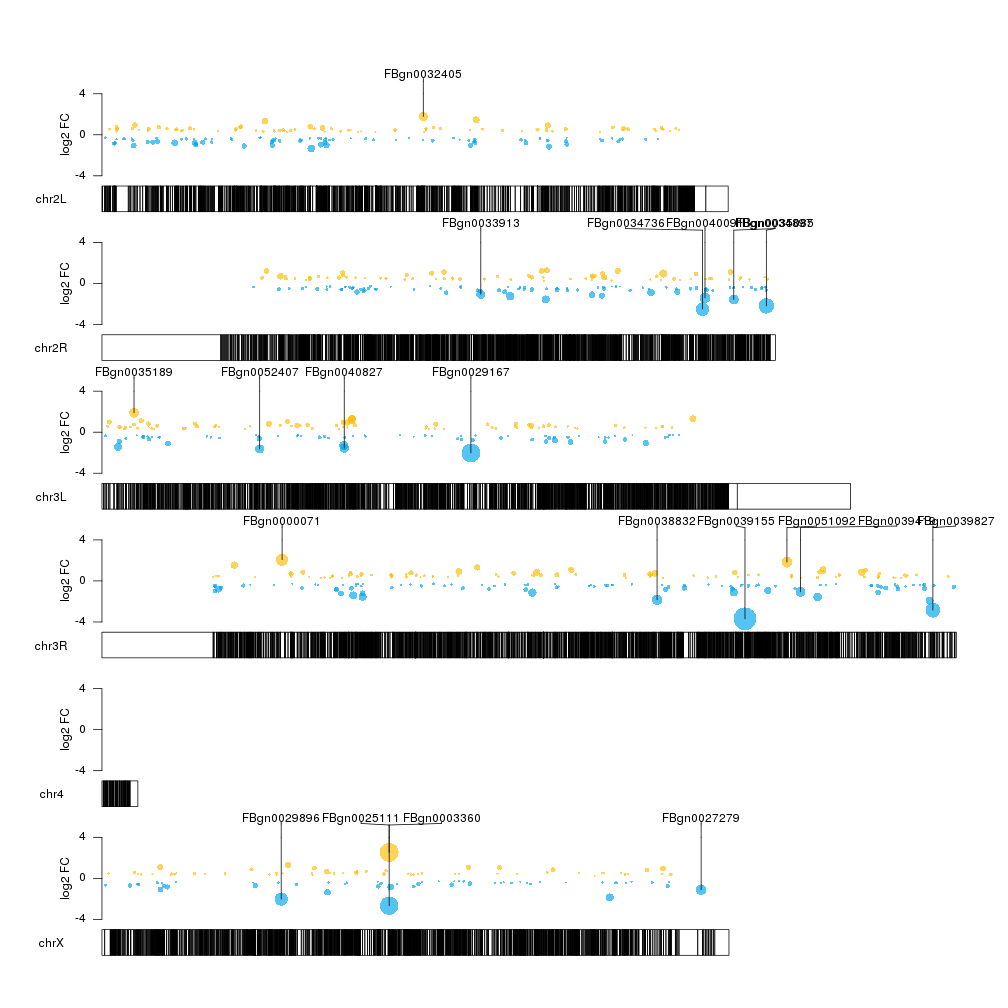 FBgn0032405
4
0
-4
log2 FC
chr2L
FBgn0033913 FBgn0034736
4
0
-4
log2 FC
chr2R
FBgn0035189 FBgn0052407 FBgn0040827 FBgn0029167
4
0
-4
log2 FC
chr3L
FBgn0000071 FBgn0038832 FBgn0039155 FBgn0051092 FBgn0039827
4
0
-4
log2 FC
chr3R
4
0
-4
log2 FC
chr4
FBgn0029896 FBgn0025111 FBgn0003360 FBgn0027279
4
0
-4
log2 FC
chrX